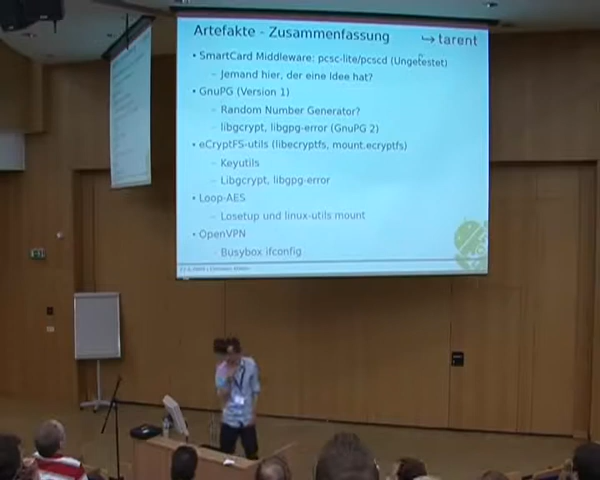 Artefakte - Zusammenfassung
tarent
• SmartCard Middleware: pcsc-lite/pcscd (Ungetestet)
– Jemand hier, der eine Idee hat?
• GnuPG (Version 1)
– Random Number Generator?
– libgcrypt, libgpg-error (GnuPG 2)
• eCryptFS-utils (libecryptfs, mount.ecryptfs)
– Keyutils
– Libgcrypt, libgpg-error
• Loop-AES
– Losetup und linux-utils mount
• OpenVPN
– Busybox ifconfig